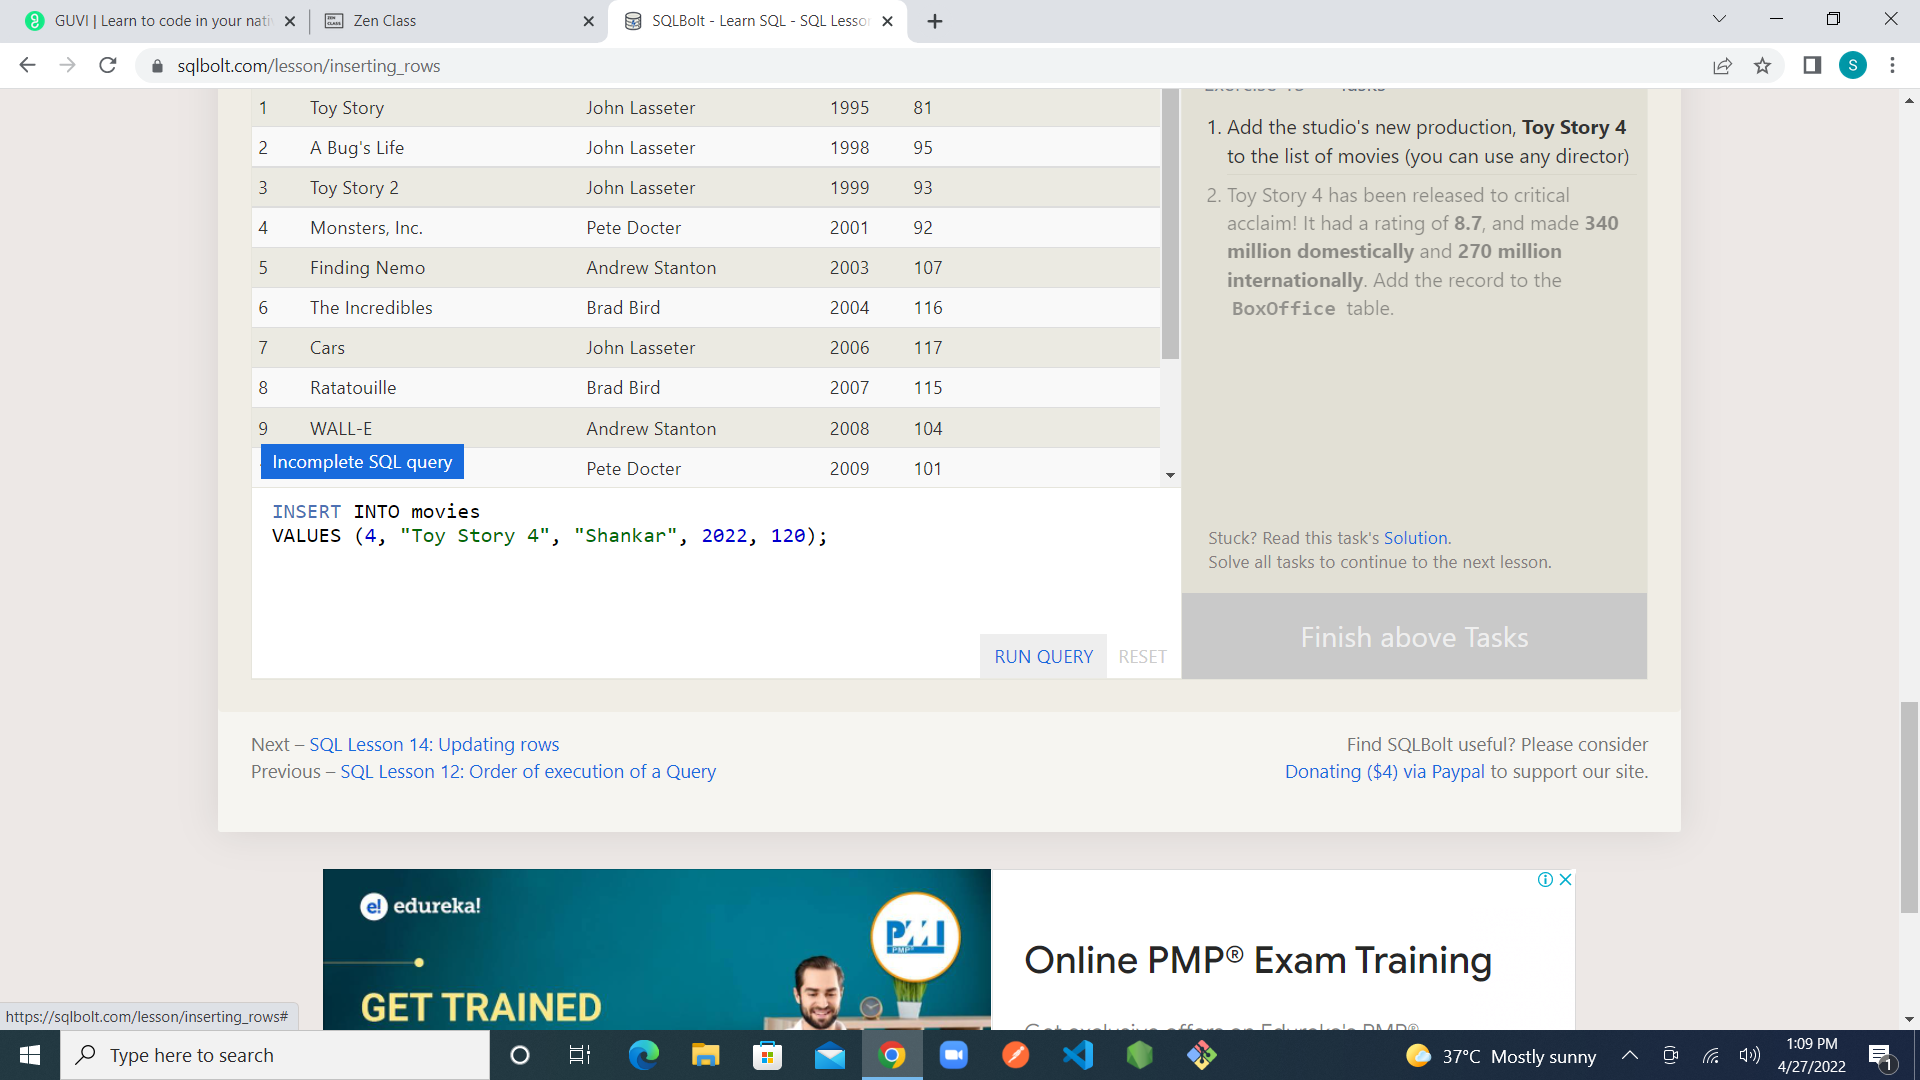 GUVI | Learn to code in your nati
Zen Class
SQLBolt - Learn SQL - SQL Lesson
sqlbolt.com/lesson/inserting_rows
S
1 Toy Story John Lasseter 1995 81
2 A Bug's Life John Lasseter 1998 95
3 Toy Story 2 John Lasseter 1999 93
4 Monsters, Inc. Pete Docter 2001 92
5 Finding Nemo Andrew Stanton 2003 107
6 The Incredibles Brad Bird 2004 116
7 Cars John Lasseter 2006 117
8 Ratatouille Brad Bird 2007 115
9 WALL-E Andrew Stanton 2008 104
Incomplete SQL query
Pete Docter 2009 101
INSERT INTO movies
VALUES (4, "Toy Story 4", "Shankar", 2022, 120);
RUN QUERY
RESET
1. Add the studio's new production, Toy Story 4
to the list of movies (you can use any director)
2. Toy Story 4 has been released to critical
acclaim! It had a rating of 8.7, and made 340
million domestically and 270 million
internationally. Add the record to the
BoxOffice table.
Stuck? Read this task's Solution.
Solve all tasks to continue to the next lesson.
Finish above Tasks
Next – SQL Lesson 14: Updating rows
Previous – SQL Lesson 12: Order of execution of a Query
Find SQLBolt useful? Please consider
Donating ($4) via Paypal to support our site.
e! edureka!
PMI
PMP®
GET TRAINED
Online PMP® Exam Training
Get exclusive offers on Edureka's PMP®
https://sqlbolt.com/lesson/inserting_rows#
Type here to search
37°C Mostly sunny
1:09 PM
4/27/2022
1